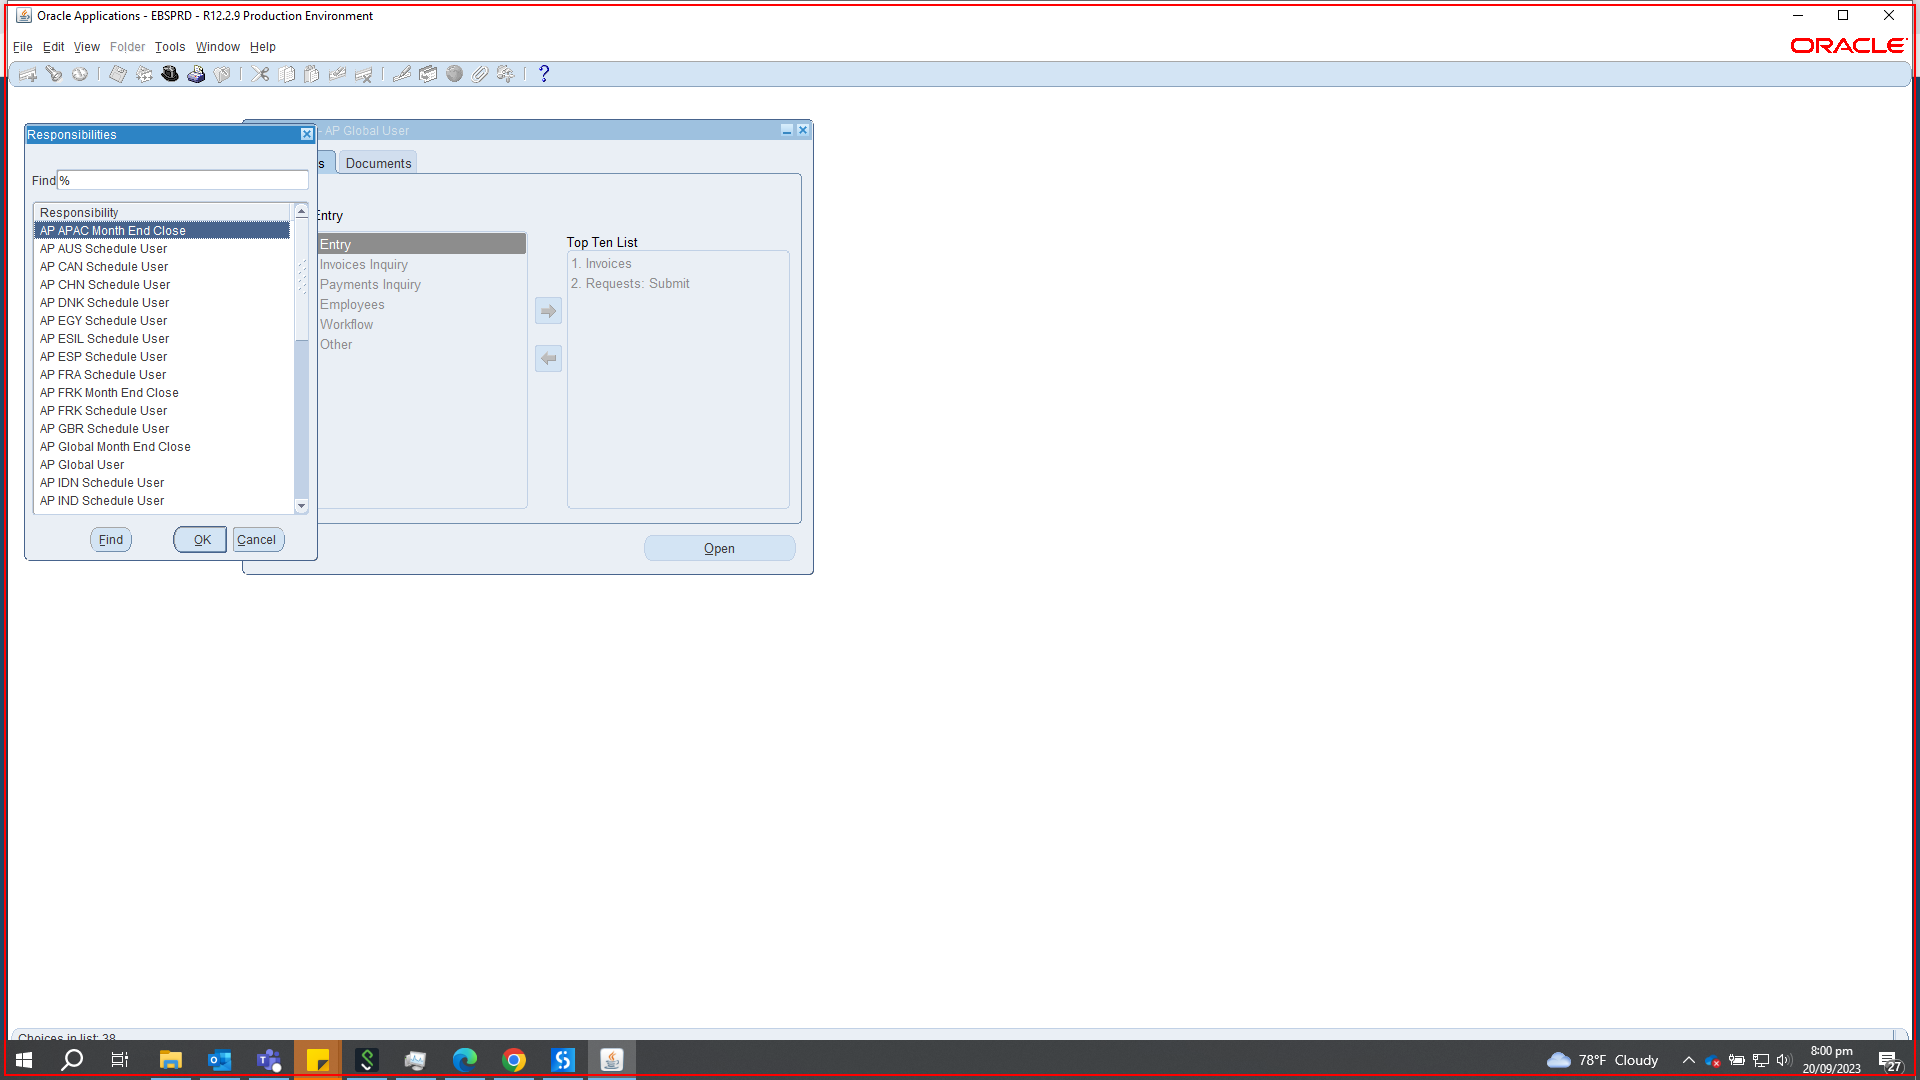 Oracle Applications - EBSPRD - R12.2.9 Production Environment
File Edit View Folder Tools Window Help
ORACLE
Responsibilities
- AP Global User
s
Documents
Find %
Responsibility
AP APAC Month End Close
AP AUS Schedule User
AP CAN Schedule User
AP CHN Schedule User
AP DNK Schedule User
AP EGY Schedule User
AP ESIL Schedule User
AP ESP Schedule User
AP FRA Schedule User
AP FRK Month End Close
AP FRK Schedule User
AP GBR Schedule User
AP Global Month End Close
AP Global User
AP IDN Schedule User
AP IND Schedule User
Find
OK
Cancel
Entry
Entry
Invoices Inquiry
Payments Inquiry
Employees
Workflow
Other
Top Ten List
1. Invoices
2. Requests: Submit
Open
Choices in list: 38
78°F Cloudy
8:00 pm
20/09/2023
27